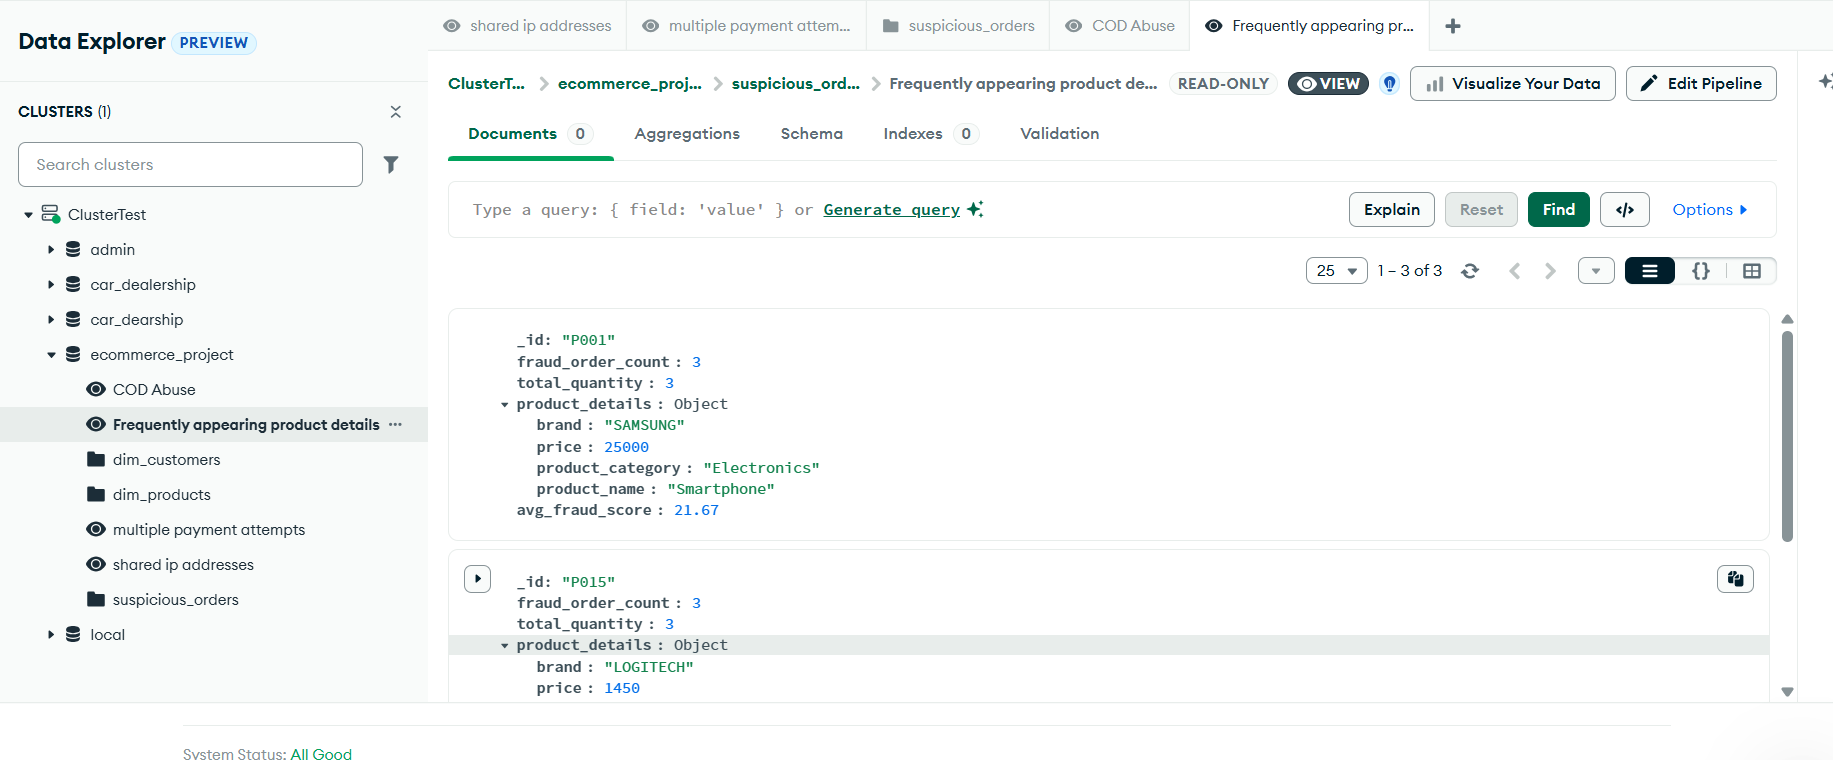 Data Explorer PREVIEW
CLUSTERS (1)
Search clusters
ClusterTest
admin
car_dealership
car_dearship
ecommerce_project
COD Abuse
Frequently appearing product details ...
dim_customers
dim_products
multiple payment attempts
shared ip addresses
suspicious_orders
local
shared ip addresses
multiple payment attem...
suspicious_orders
COD Abuse
Frequently appearing pr...
ClusterT... > ecommerce_proj... > suspicious_ord... > Frequently appearing product de... READ-ONLY VIEW Visualize Your Data Edit Pipeline
Documents 0 Aggregations Schema Indexes 0 Validation
Type a query: { field: 'value' } or Generate query Explain Reset Find </> Options
25 1 – 3 of 3 {}
_id: "P001"
fraud_order_count : 3
total_quantity : 3
product_details : Object
brand : "SAMSUNG"
price : 25000
product_category : "Electronics"
product_name : "Smartphone"
avg_fraud_score : 21.67
_id: "P015"
fraud_order_count : 3
total_quantity : 3
product_details : Object
brand : "LOGITECH"
price : 1450
System Status: All Good